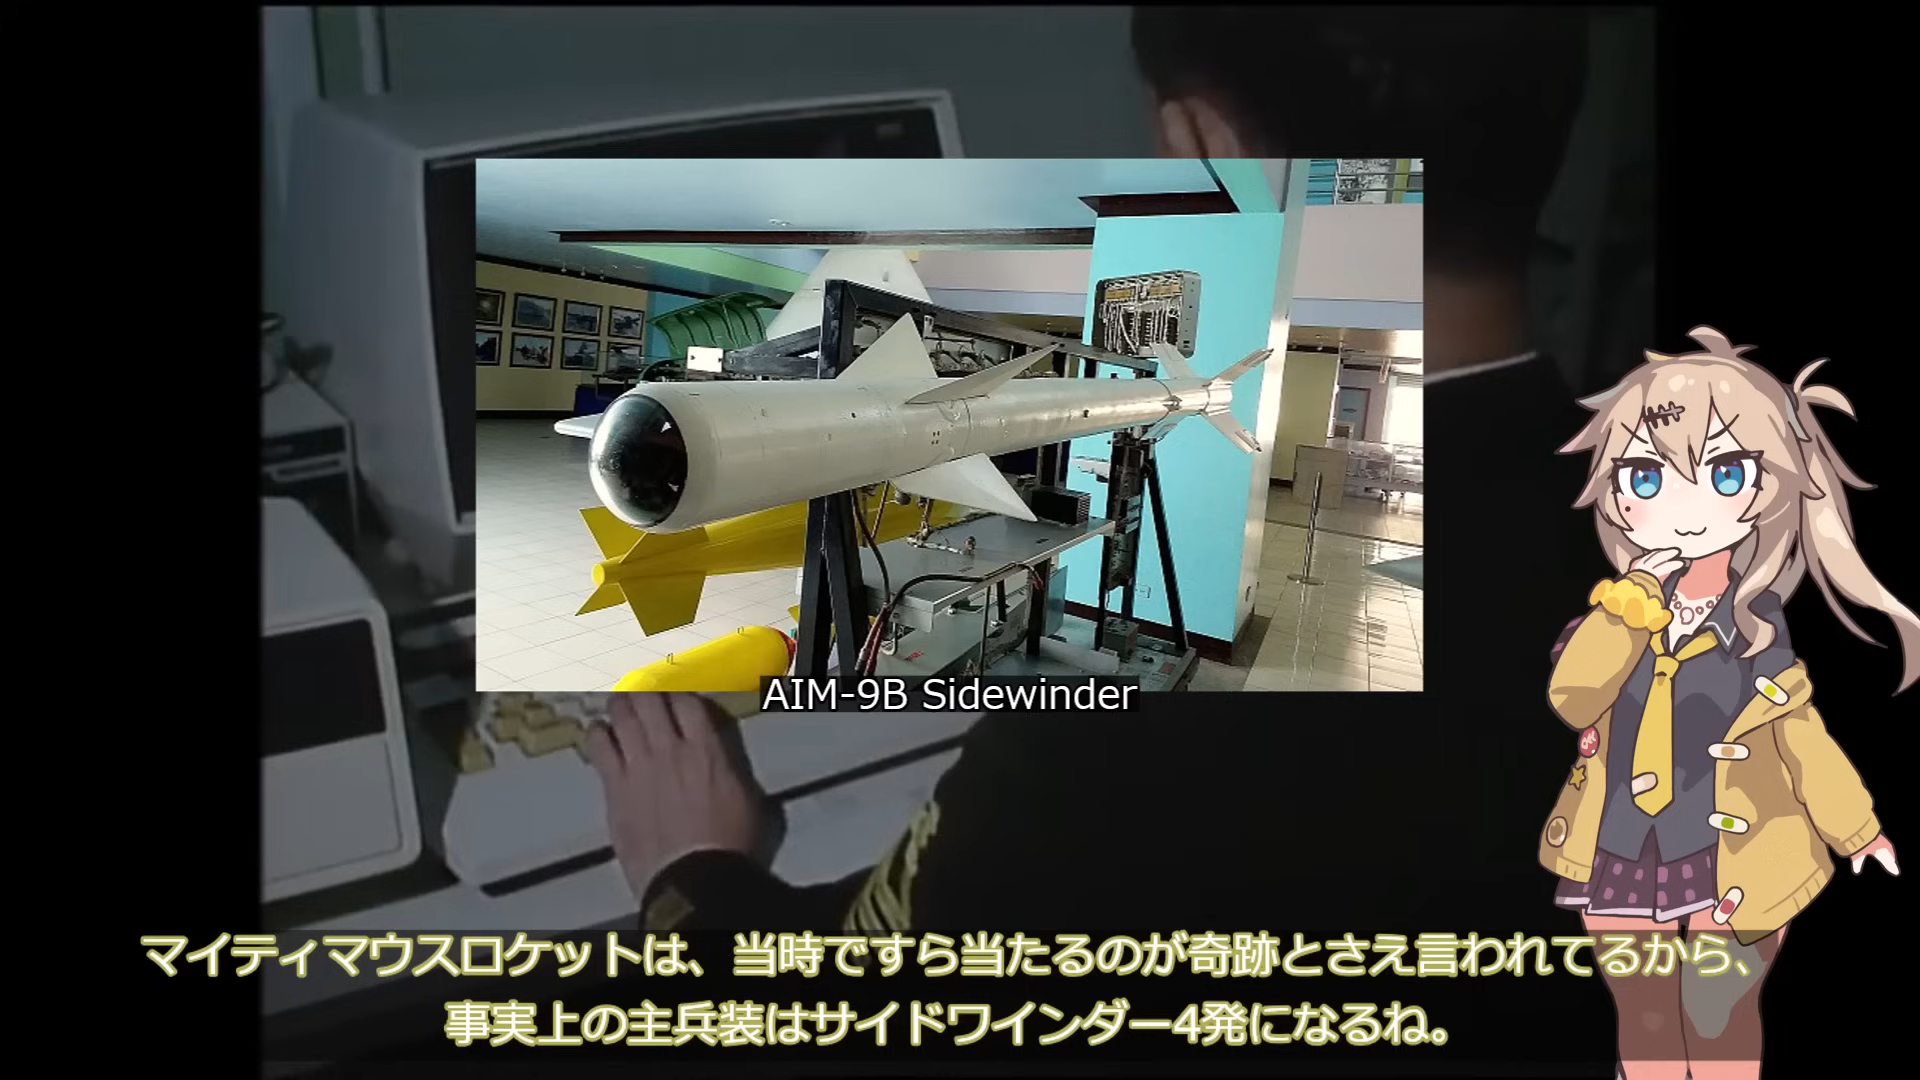 AIM-9B Sidewinder
マイティマウスロケットは、当時ですら当たるのが奇跡とさえ言われてるから、
事実上の主兵装はサイドワインダー4発になるね。